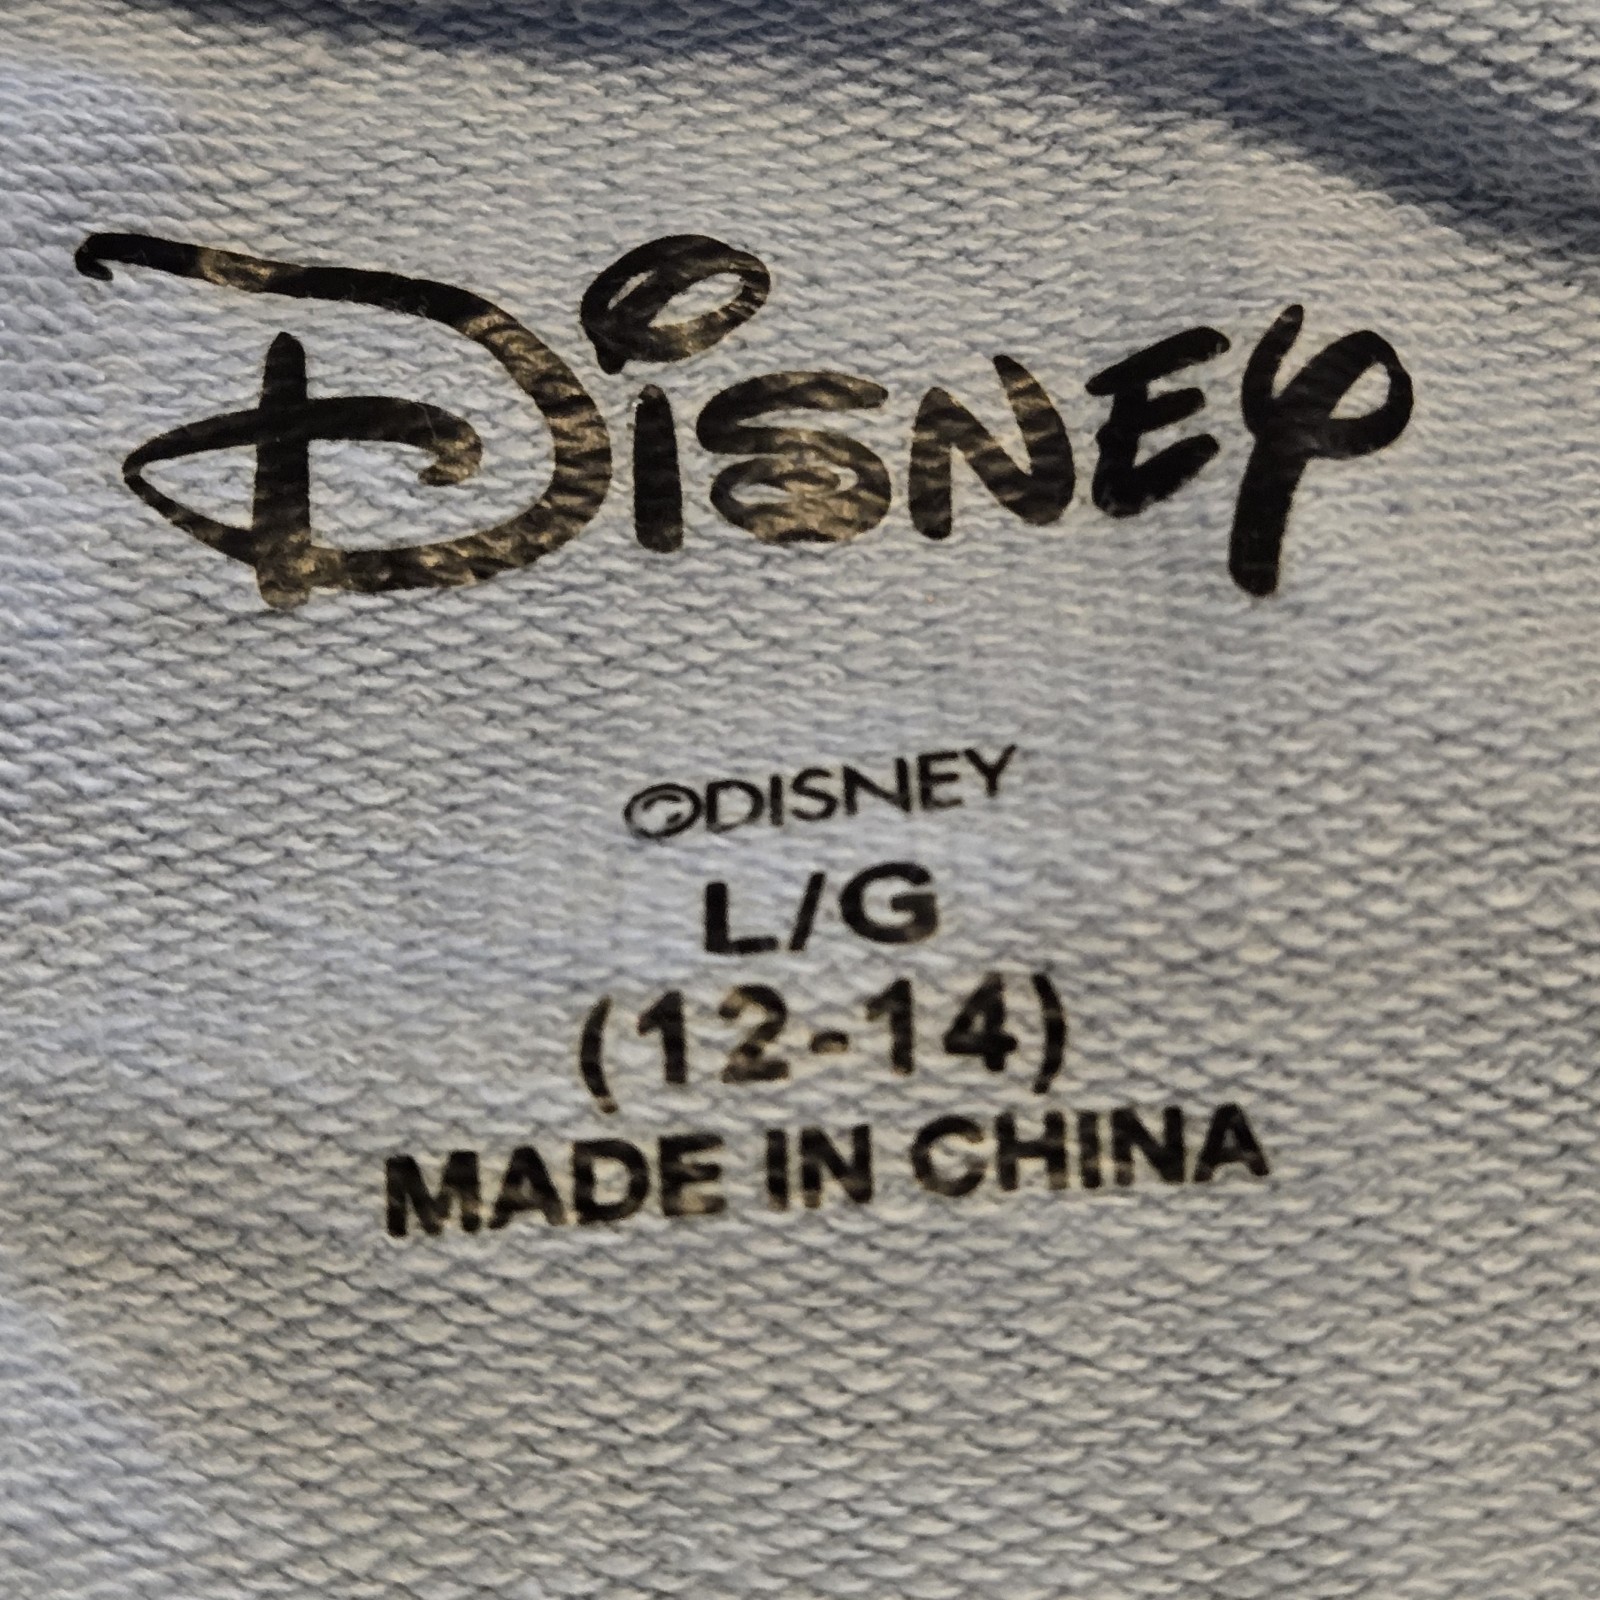 Disney
©DISNEY
L/G
(12-14)
MADE IN CHINA